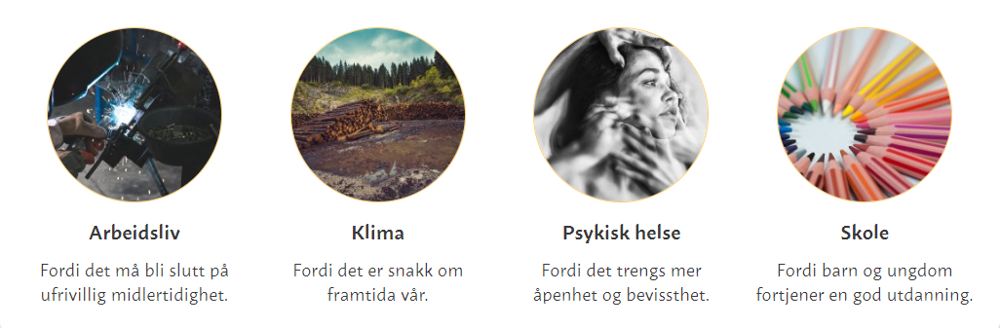 Arbeidsliv
Fordi det må bli slutt på
ufrivillig midlertidighet.
Klima
Fordi det er snakk om
framtida vår.
Psykisk helse
Fordi det trengs mer
åpenhet og bevissthet.
Skole
Fordi barn og ungdom
fortjener en god utdanning.